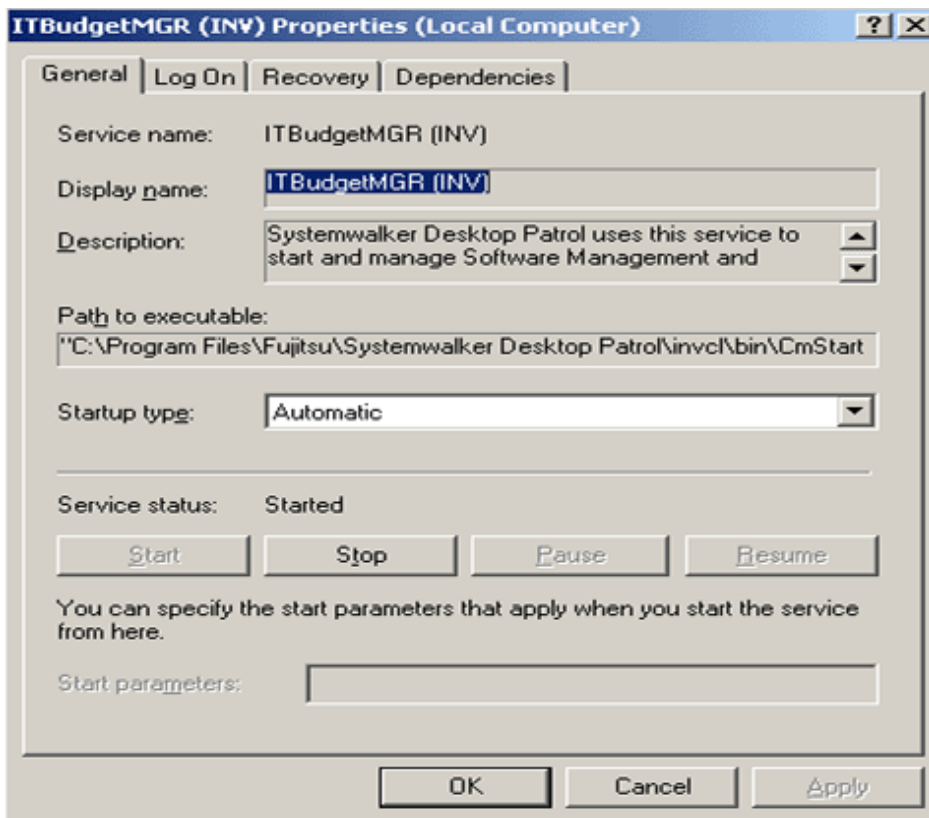 ITBudgetMGR (INV) Properties (Local Computer)
General Log On Recovery Dependencies
Service name: ITBudgetMGR (INV)
Display name: ITBudgetMGR (INV)
Description: Systemwalker Desktop Patrol uses this service to
start and manage Software Management and
Path to executable:
"C:\Program Files\Fujitsu\Systemwalker Desktop Patrol\invcl\bin\CmStart
Startup type: Automatic
Service status: Started
Start Stop Pause Resume
You can specify the start parameters that apply when you start the service
from here.
Start parameters:
OK Cancel Apply